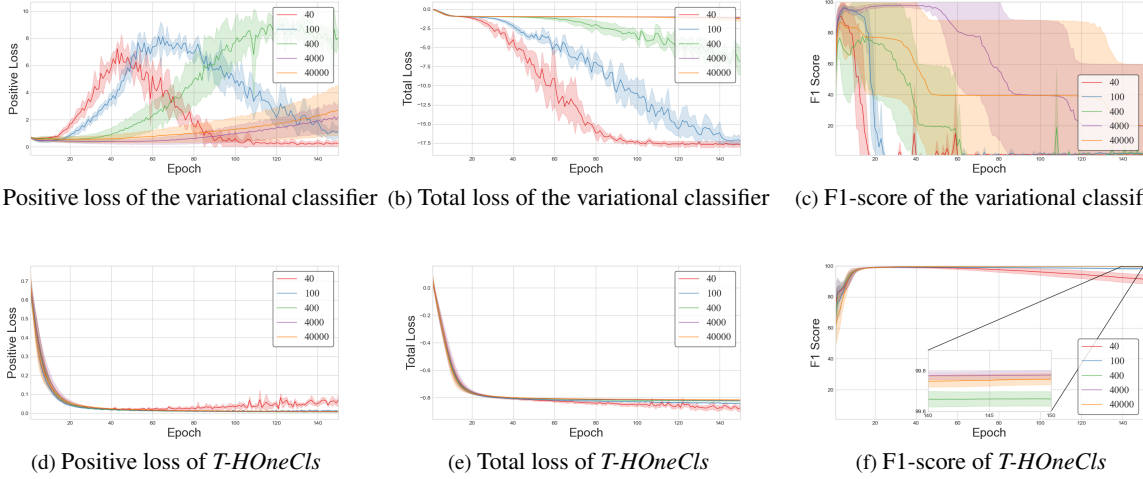 Positive Loss
10
8
6
4
2
0
40
100
400
4000
40000
20 40 60 80 100 120 140
Epoch
Total Loss
0.0
−2.5
−5.0
−7.5
−10.0
−12.5
−15.0
−17.5
40
100
400
4000
40000
20 40 60 80 100 120 140
Epoch
F1 Score
100
80
60
40
20
40
100
400
4000
40000
20 40 60 80 100 120 140
Epoch
Positive loss of the variational classifier
(b) Total loss of the variational classifier
(c) F1-score of the variational classif
Positive Loss
0.7
0.6
0.5
0.4
0.3
0.2
0.1
0.0
40
100
400
4000
40000
20 40 60 80 100 120 140
Epoch
Total Loss
0.0
−0.2
−0.4
−0.6
−0.8
40
100
400
4000
40000
20 40 60 80 100 120 140
Epoch
F1 Score
100
80
60
40
20
99.8
99.6
140 145 150
40
100
400
4000
40000
20 40 60 80 100 120 140
Epoch
(d) Positive loss of T-HOneCls
(e) Total loss of T-HOneCls
(f) F1-score of T-HOneCls